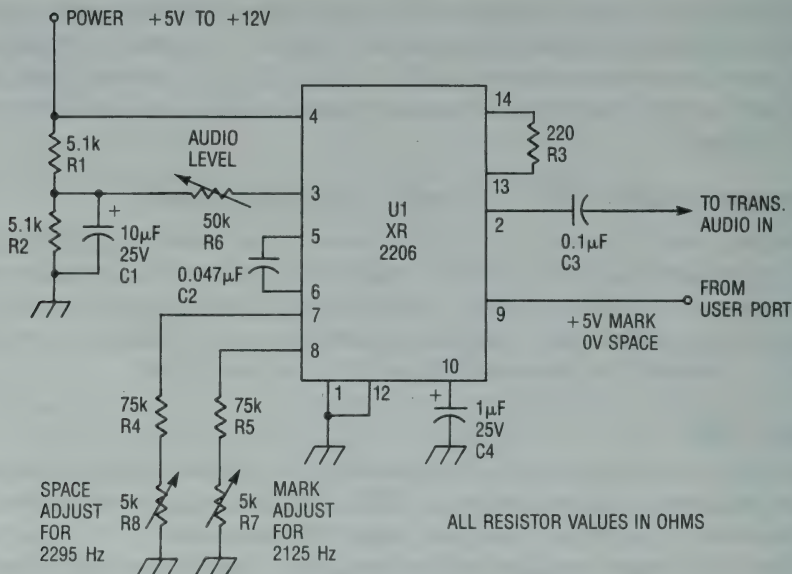 POWER +5V TO +12V
14
4
5.1k
R1
AUDIO
LEVEL
220
R3
13
3
5.1k
R2
+
10µF
25V
C1
50k
R6
U1
XR
2206
2
TO TRANS.
AUDIO IN
0.1µF
C3
5
0.047µF
C2
6
7
8
9
FROM
USER PORT
+5V MARK
0V SPACE
1
12
10
+
1µF
25V
C4
75k
R4
75k
R5
SPACE
ADJUST
FOR
2295 Hz
5k
R8
5k
R7
MARK
ADJUST
FOR
2125 Hz
ALL RESISTOR VALUES IN OHMS